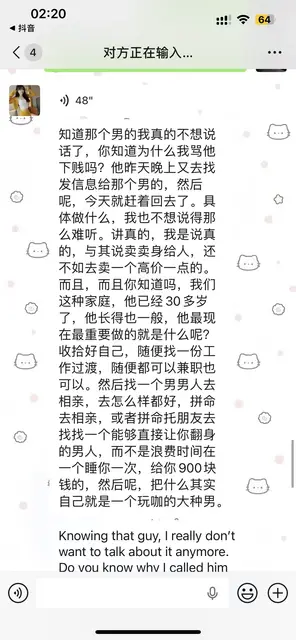 02:20
64
抖音
4
对方正在输入...
48"
知道那个男的我真的不想说
话了，你知道为什么我骂他
下贱吗？他昨天晚上又去找
发信息给那个男的，然后
呢，今天就赶着回去了。具
体做什么，我也不想说得那
么难听。讲真的，我是说真
的，与其说卖卖身给人，还
不如去卖一个高价一点的。
而且，而且你知道吗，我们
这种家庭，他已经30多岁
了，他长得也一般，他最现
在最重要做的就是什么呢？
收拾好自己，随便找一份工
作过渡，随便都可以兼职也
可以。然后找一个男男人去
相亲，去怎么样都好，拼命
去相亲，或者拼命托朋友去
找找一个能够直接让你翻身
的男人，而不是浪费时间在
一个睡你一次，给你900块
钱的，然后呢，把什么其实
自己就是一个玩咖的大种男。
Knowing that guy, I really don't
want to talk about it anymore.
Do you know why I called him